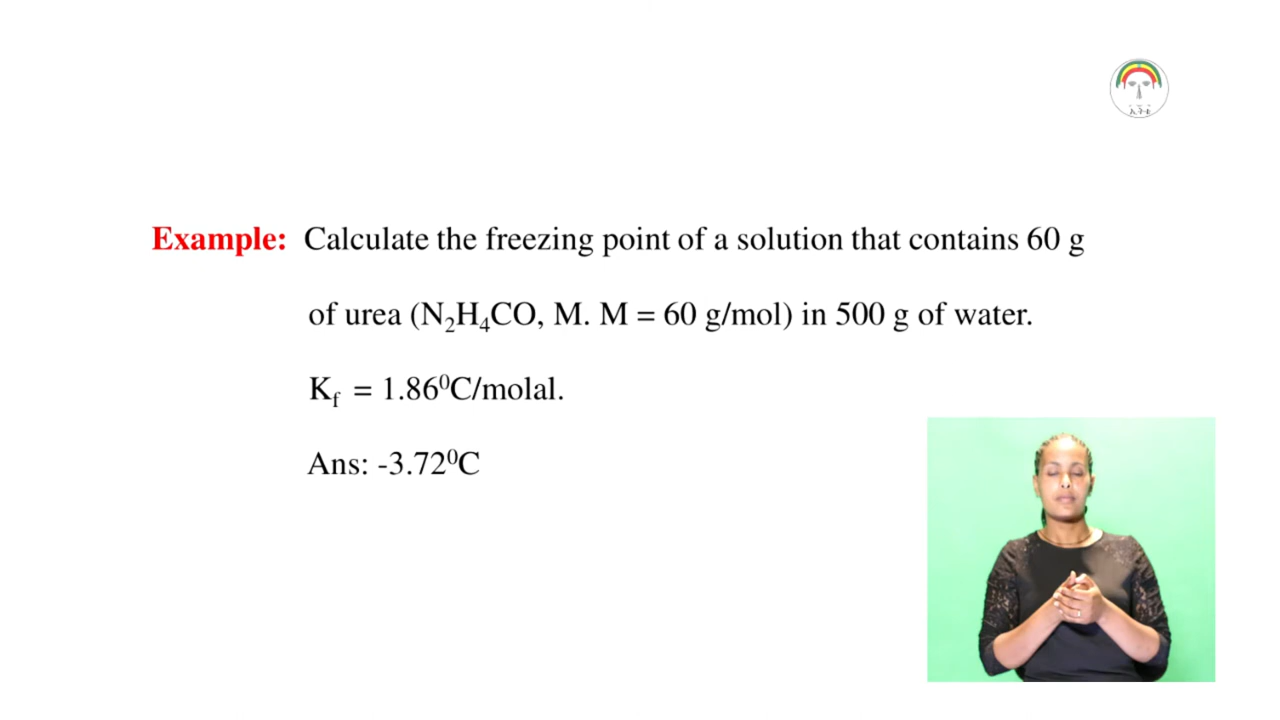 Example: Calculate the freezing point of a solution that contains 60 g
of urea (N₂H₄CO, M. M = 60 g/mol) in 500 g of water.
K_f = 1.86⁰C/molal.
Ans: -3.72⁰C